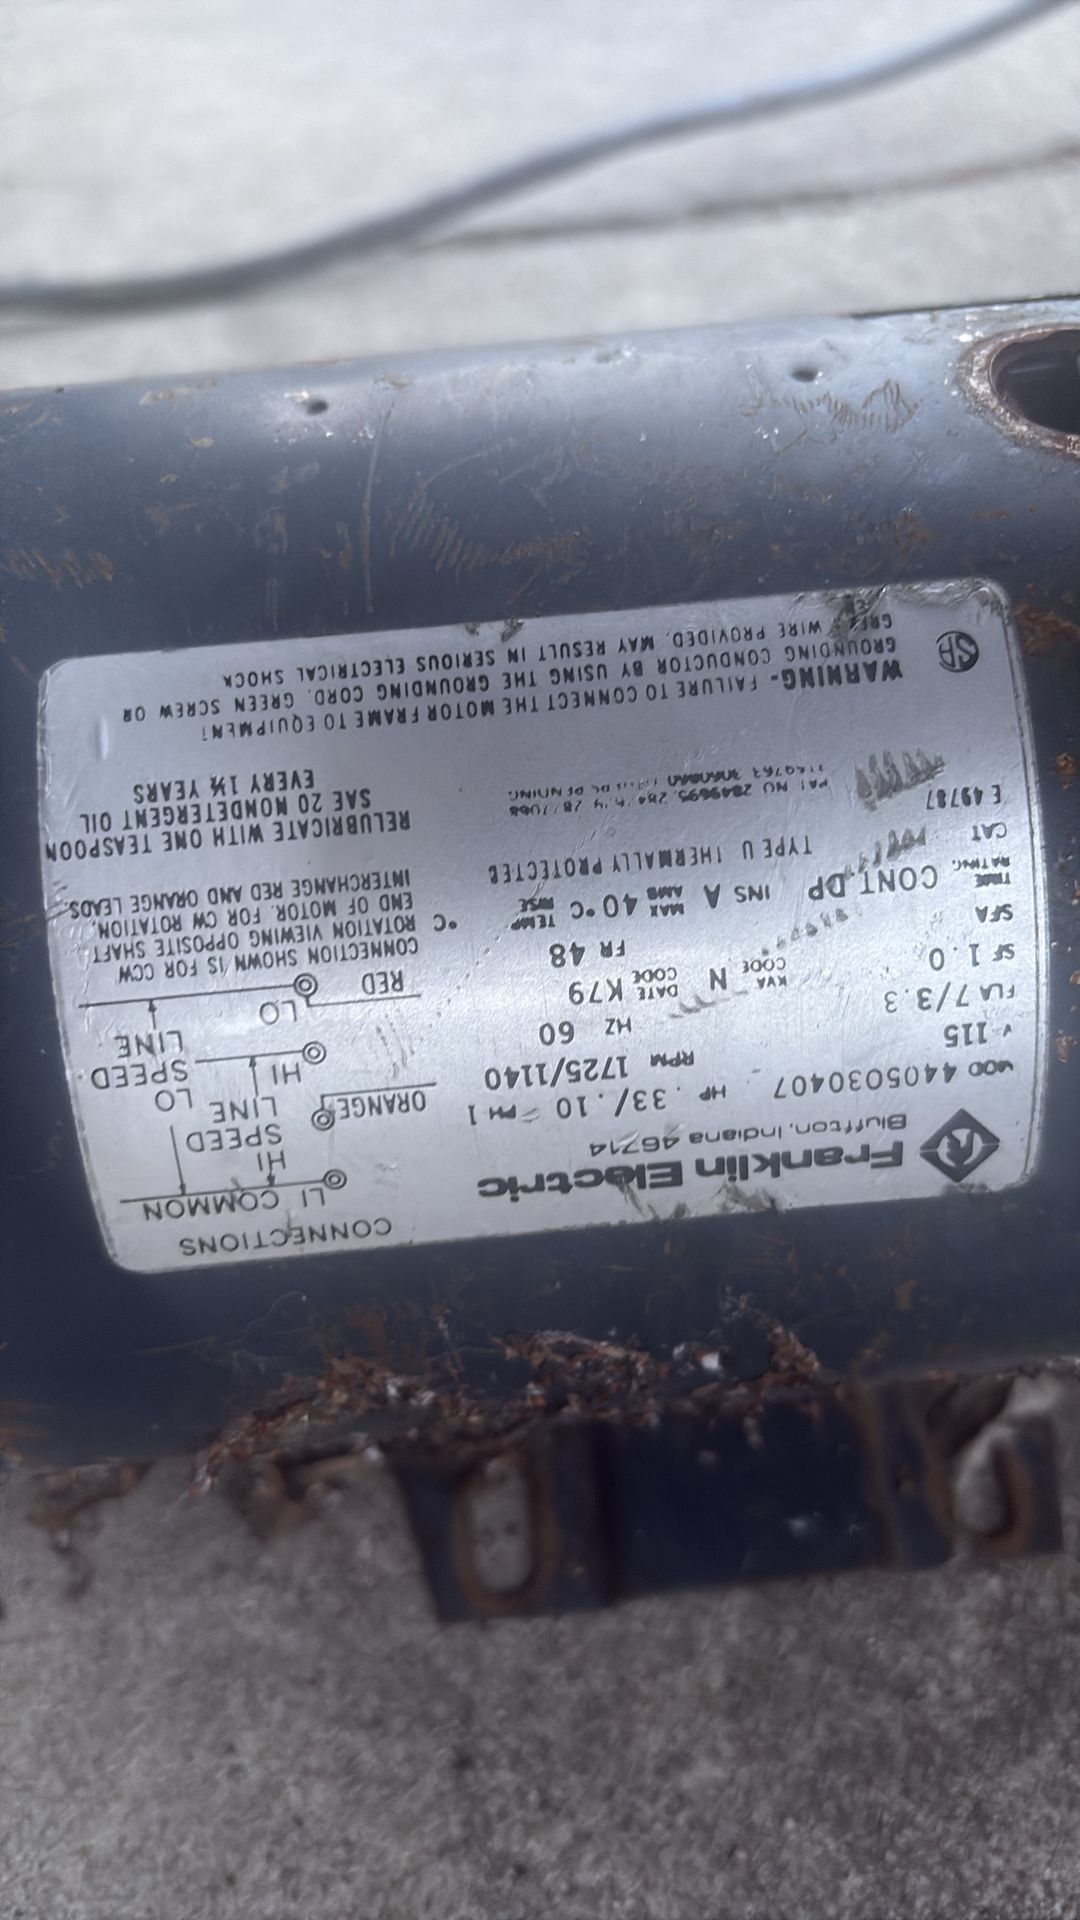 Franklin Electric
Bluffton, Indiana 46714
MOD 4405030407 HP .33/.10 PH 1
V 115 RPM 1725/1140
FLA 7/3.3 HZ 60
SF 1.0 KVA CODE N DATE CODE K79
SFA FR 48
TIME RATING CONT DP INS A MAX AMB 40°C TEMP RISE °C
CAT TYPE U THERMALLY PROTECTED
E 49787
PAT NO 2849695,
CONNECTIONS
L1 COMMON
HI
SPEED
LINE
ORANGE
HI
LO
SPEED
LINE
LO
RED
CONNECTION SHOWN IS FOR CCW
ROTATION VIEWING OPPOSITE SHAFT
END OF MOTOR. FOR CW ROTATION,
INTERCHANGE RED AND ORANGE LEADS.
RELUBRICATE WITH ONE TEASPOON
SAE 20 NONDETERGENT OIL
EVERY 1½ YEARS
WARNING- FAILURE TO CONNECT THE MOTOR FRAME TO EQUIPMENT
GROUNDING CONDUCTOR BY USING THE GROUNDING CORD, GREEN SCREW OR
WIRE PROVIDED, MAY RESULT IN SERIOUS ELECTRICAL SHOCK